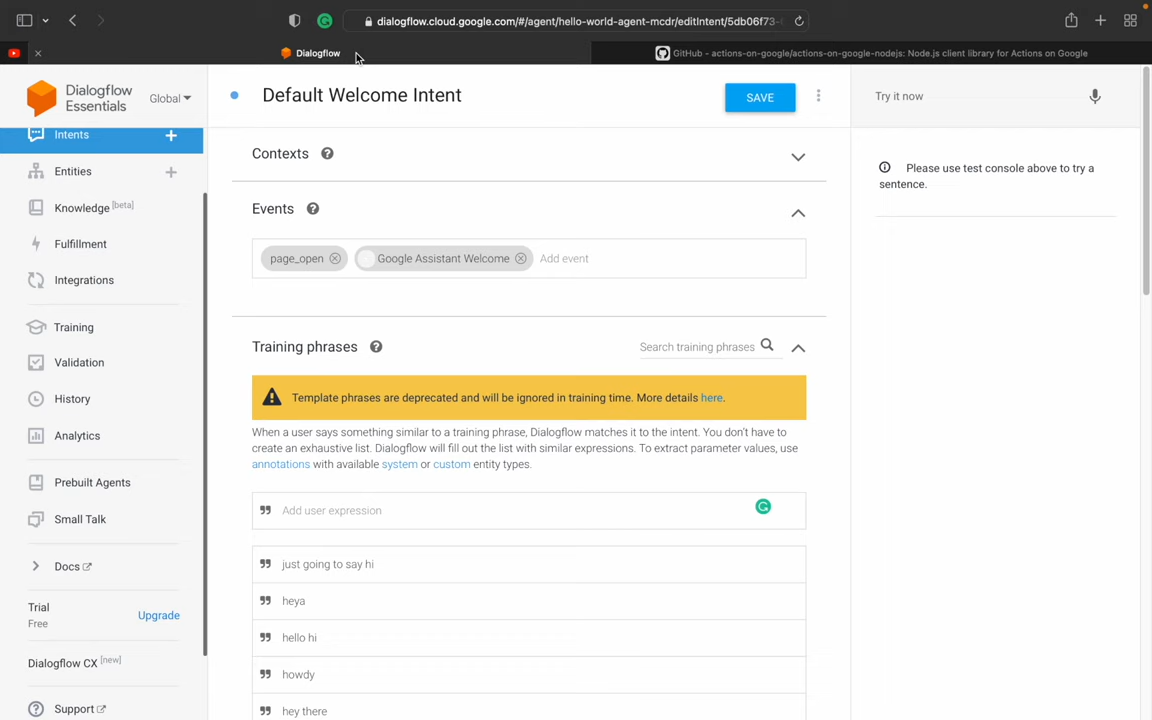 dialogflow.cloud.google.com/#/agent/hello-world-agent-mcdr/editIntent/5db06f73-
Dialogflow
GitHub - actions-on-google/actions-on-google-nodejs: Node.js client library for Actions on Google
Dialogflow
Essentials
Global
Default Welcome Intent
SAVE
Try it now
Intents
Entities
Knowledge [beta]
Fulfillment
Integrations
Training
Validation
History
Analytics
Prebuilt Agents
Small Talk
Docs
Trial
Free
Upgrade
Dialogflow CX [new]
Support
Contexts
Events
page_open
Google Assistant Welcome
Add event
Training phrases
Search training phrases
Template phrases are deprecated and will be ignored in training time. More details here.
When a user says something similar to a training phrase, Dialogflow matches it to the intent. You don't have to
create an exhaustive list. Dialogflow will fill out the list with similar expressions. To extract parameter values, use
annotations with available system or custom entity types.
Add user expression
just going to say hi
heya
hello hi
howdy
hey there
Please use test console above to try a
sentence.